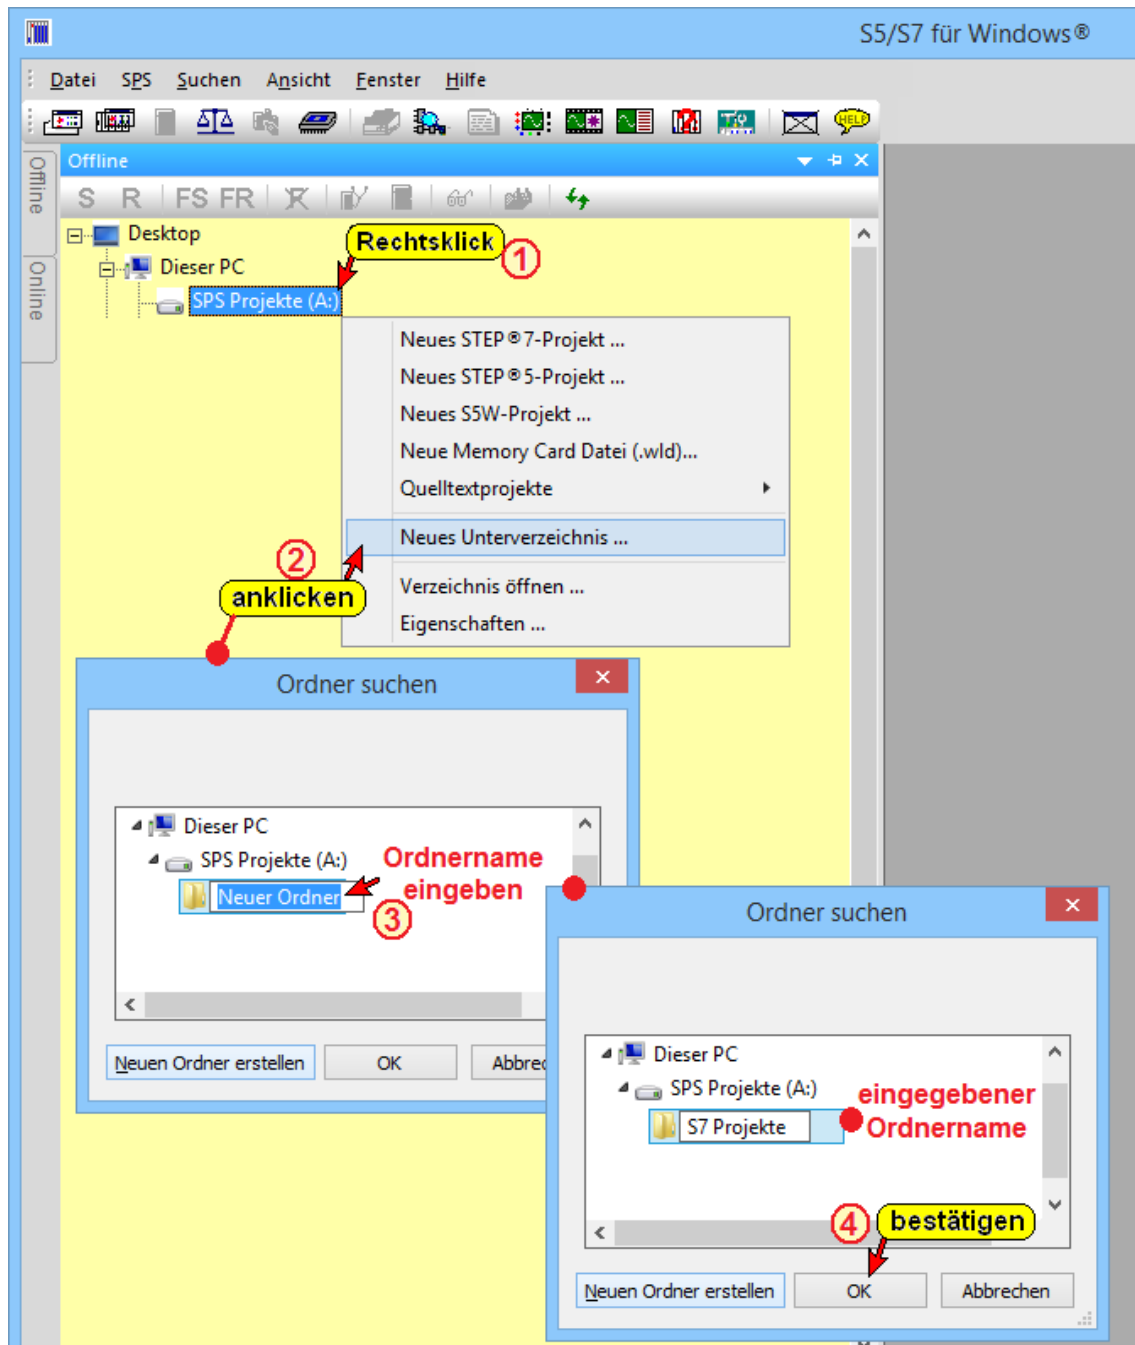 S5/S7 für Windows®
Datei SPS Suchen Ansicht Fenster Hilfe
HELP
Offline
Offline
S R FS FR
Online
Desktop
Rechtsklick 1
Dieser PC
SPS Projekte (A:)
Neues STEP®7-Projekt ...
Neues STEP®5-Projekt ...
Neues S5W-Projekt ...
Neue Memory Card Datei (.wld)...
Quelltextprojekte
Neues Unterverzeichnis ...
2
anklicken
Verzeichnis öffnen ...
Eigenschaften ...
Ordner suchen
Dieser PC
SPS Projekte (A:)
Neuer Ordner
Ordnername
eingeben
3
Neuen Ordner erstellen OK Abbrec
Ordner suchen
Dieser PC
SPS Projekte (A:)
S7 Projekte
eingegebener
Ordnername
4 bestätigen
Neuen Ordner erstellen OK Abbrechen